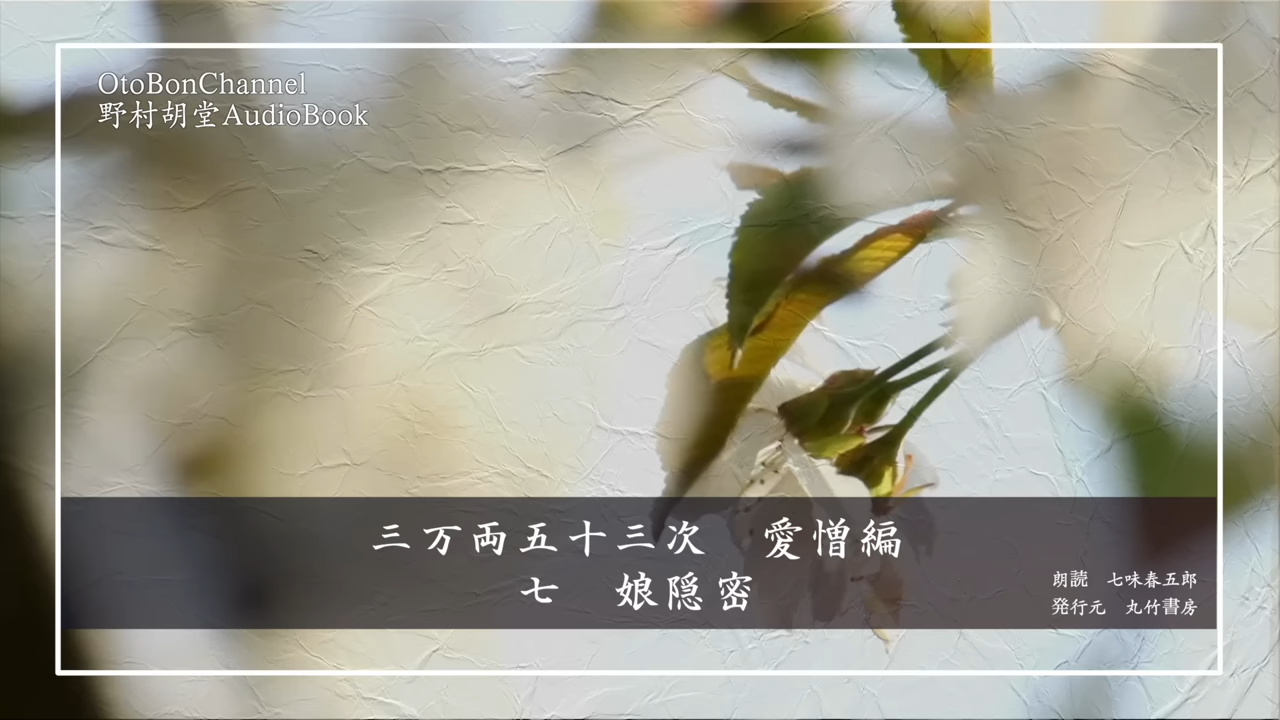 OtoBonChannel
野村胡堂AudioBook
三万両五十三次　愛憎編
七　娘隠密
朗読　七味春五郎
発行元　丸竹書房